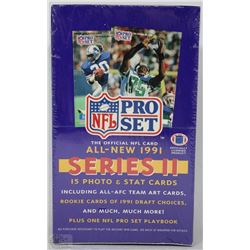 NFL
PRO
SET
THE OFFICIAL NFL CARD
ALL-NEW 1991
SERIES II
15 PHOTO & STAT CARDS
INCLUDING ALL-AFC TEAM ART CARDS,
ROOKIE CARDS OF 1991 DRAFT CHOICES,
AND MUCH, MUCH MORE!
PLUS ONE NFL PRO SET PLAYBOOK